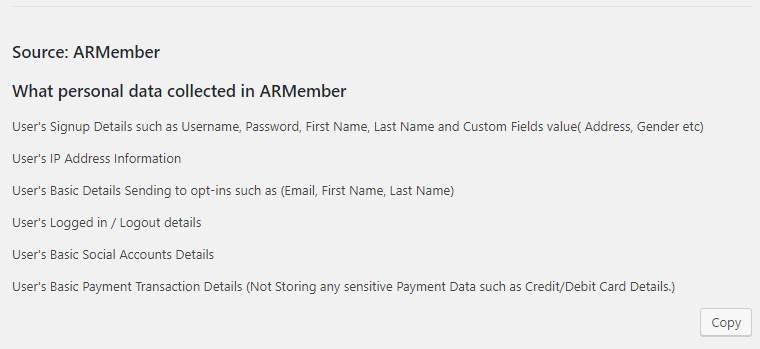 Source: ARMember
What personal data collected in ARMember
User's Signup Details such as Username, Password, First Name, Last Name and Custom Fields value( Address, Gender etc)
User's IP Address Information
User's Basic Details Sending to opt-ins such as (Email, First Name, Last Name)
User's Logged in / Logout details
User's Basic Social Accounts Details
User's Basic Payment Transaction Details (Not Storing any sensitive Payment Data such as Credit/Debit Card Details.)
Copy